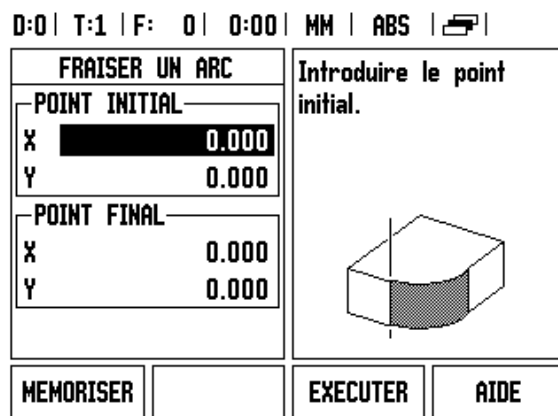 D:0 | T:1 | F: 0 | 0:00 | MM | ABS |
FRAISER UN ARC
POINT INITIAL
X 0.000
Y 0.000
POINT FINAL
X 0.000
Y 0.000
Introduire le point
initial.
MEMORISER EXECUTER AIDE